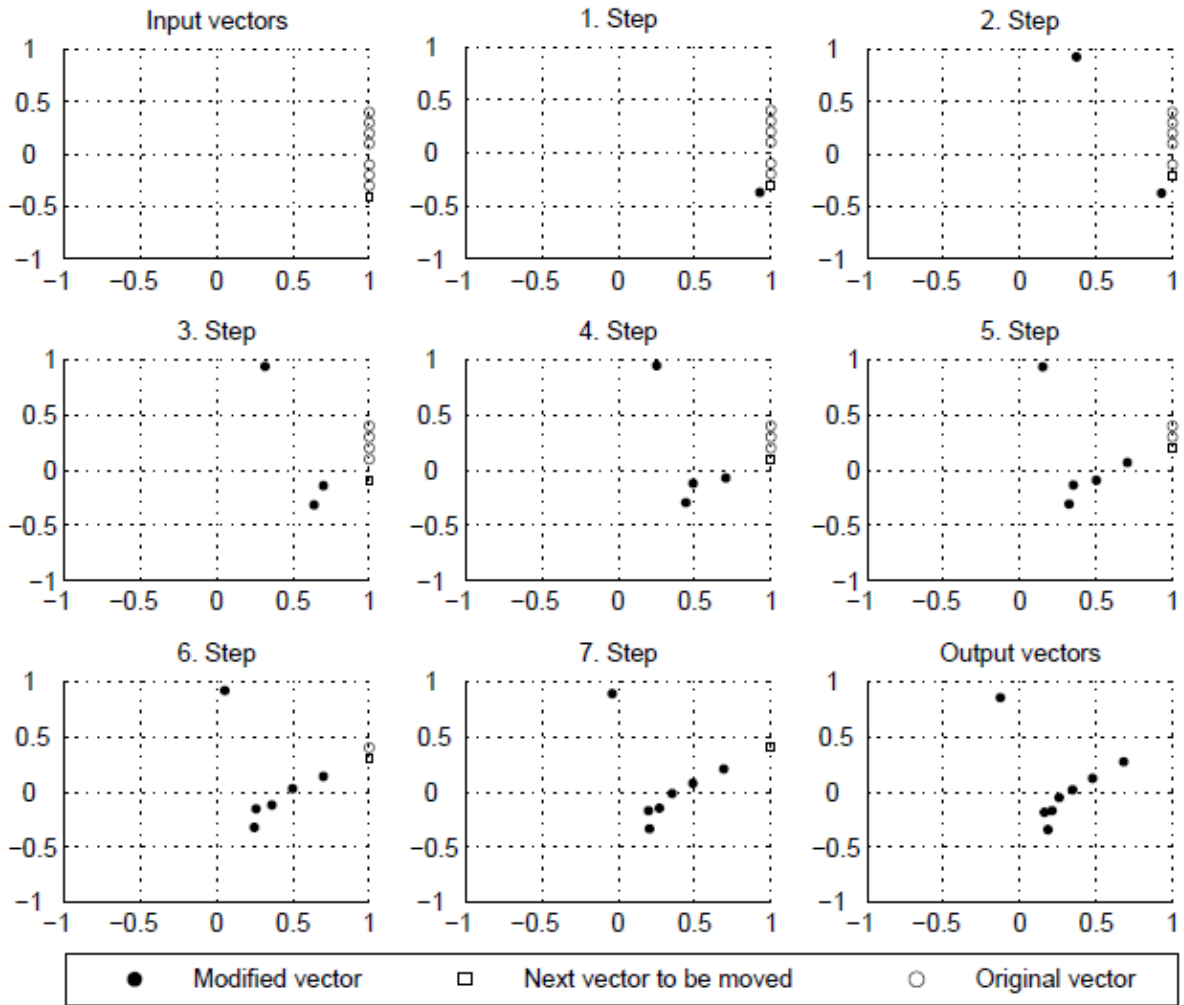 Input vectors
1. Step
2. Step
1
0.5
0
−0.5
−1
−1 −0.5 0 0.5 1
1
0.5
0
−0.5
−1
−1 −0.5 0 0.5 1
1
0.5
0
−0.5
−1
−1 −0.5 0 0.5 1
3. Step
4. Step
5. Step
1
0.5
0
−0.5
−1
−1 −0.5 0 0.5 1
1
0.5
0
−0.5
−1
−1 −0.5 0 0.5 1
1
0.5
0
−0.5
−1
−1 −0.5 0 0.5 1
6. Step
7. Step
Output vectors
1
0.5
0
−0.5
−1
−1 −0.5 0 0.5 1
1
0.5
0
−0.5
−1
−1 −0.5 0 0.5 1
1
0.5
0
−0.5
−1
−1 −0.5 0 0.5 1
Modified vector
Next vector to be moved
Original vector